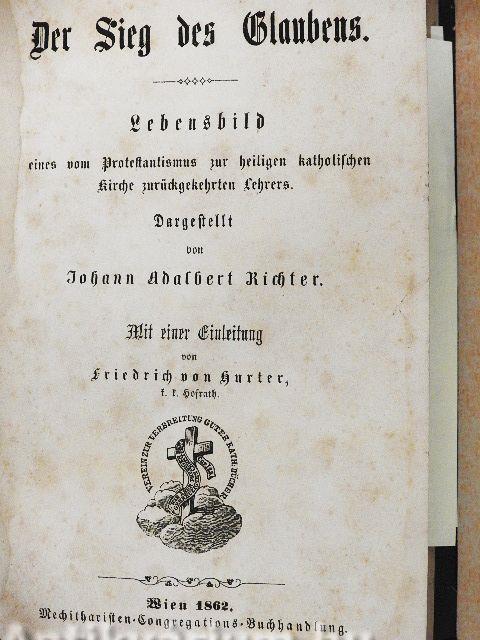 Der Sieg des Glaubens.
Lebensbild
eines vom Protestantismus zur heiligen katholischen
Kirche zurückgekehrten Lehrers.
Dargestellt
von
Johann Adalbert Richter.
Mit einer Einleitung
von
Friedrich von Hurter,
k. k. Hofrath.
VEREIN ZUR VERBREITUNG GUTER KATH. BÜCHER
Wien 1862.
Mechitharisten-Congregations-Buchhandlung.